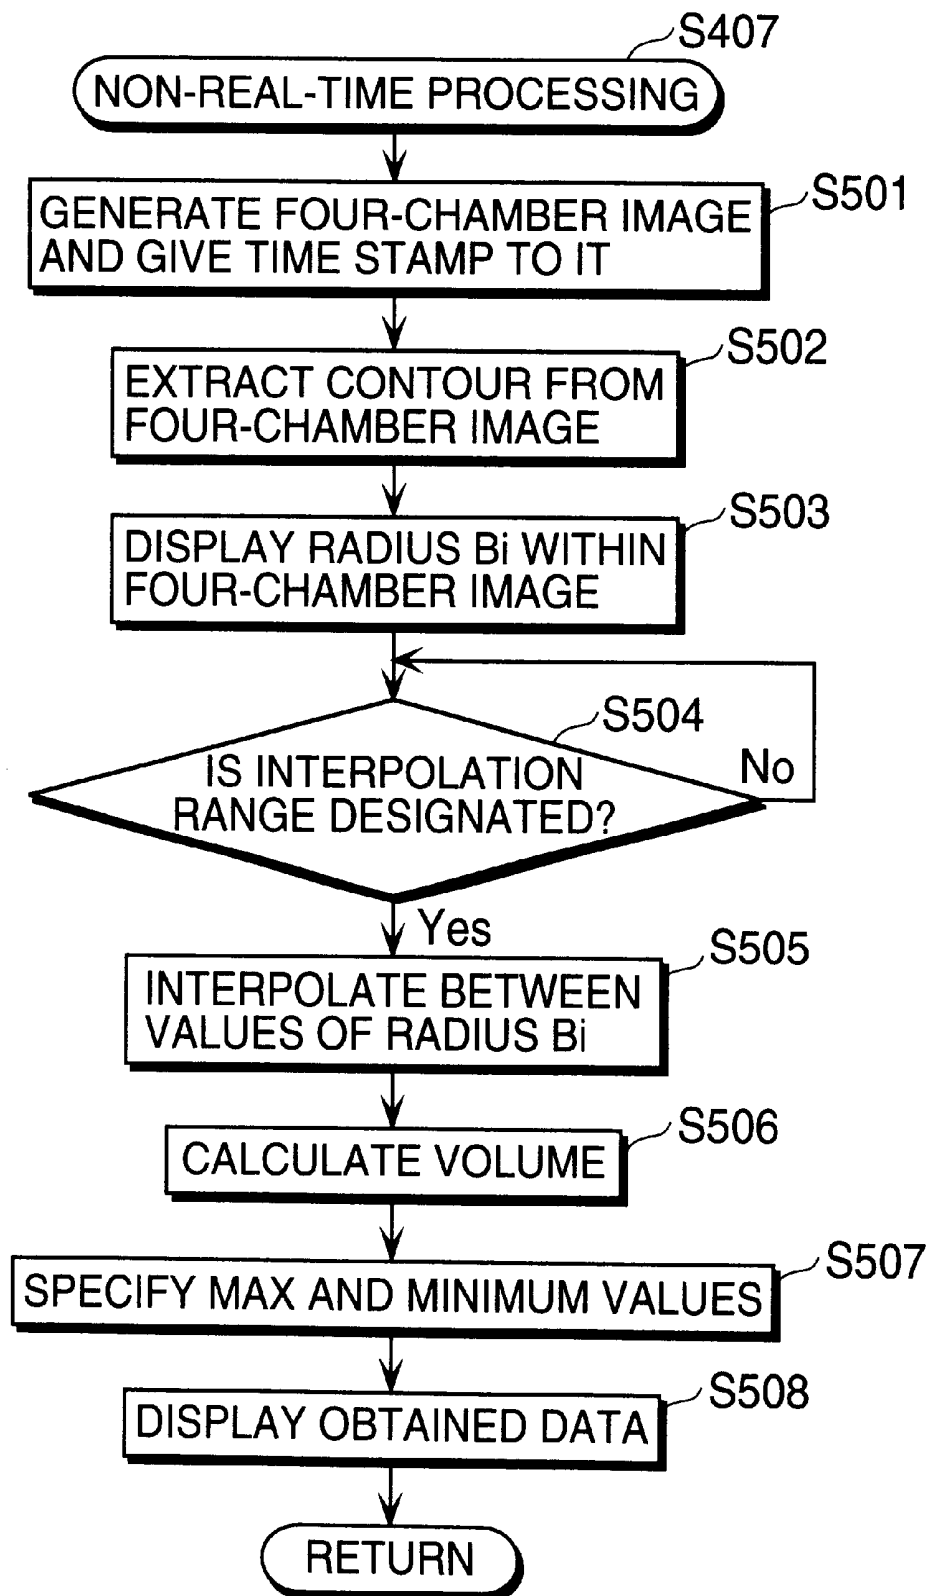 S407
NON-REAL-TIME PROCESSING
S501
GENERATE FOUR-CHAMBER IMAGE
AND GIVE TIME STAMP TO IT
S502
EXTRACT CONTOUR FROM
FOUR-CHAMBER IMAGE
S503
DISPLAY RADIUS Bi WITHIN
FOUR-CHAMBER IMAGE
S504
IS INTERPOLATION
RANGE DESIGNATED?
No
Yes
S505
INTERPOLATE BETWEEN
VALUES OF RADIUS Bi
S506
CALCULATE VOLUME
S507
SPECIFY MAX AND MINIMUM VALUES
S508
DISPLAY OBTAINED DATA
RETURN